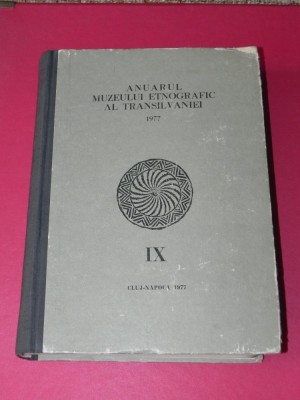 ANUARUL
MUZEULUI ETNOGRAFIC
AL TRANSILVANIEI
1977
IX
CLUJ-NAPOCA 1977